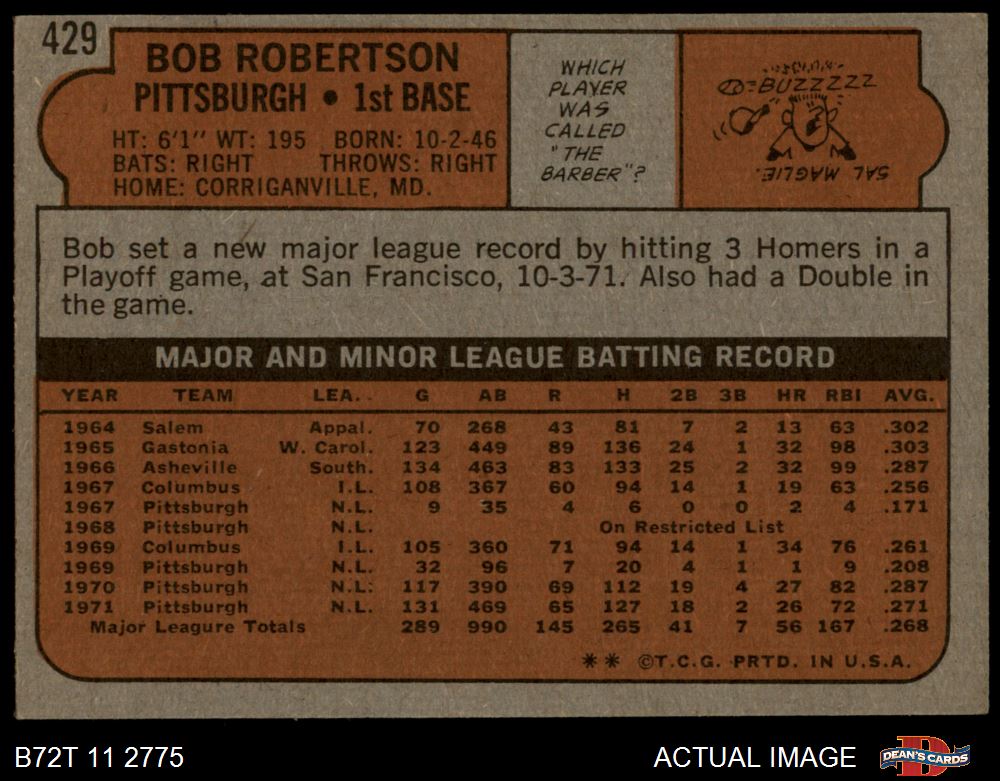 429
BOB ROBERTSON
PITTSBURGH • 1st BASE
HT: 6'1" WT: 195 BORN: 10-2-46
BATS: RIGHT THROWS: RIGHT
HOME: CORRIGANVILLE, MD.
WHICH
PLAYER
WAS
CALLED
"THE
BARBER"?
BUZZZZZ
SAL MAGLIE.
Bob set a new major league record by hitting 3 Homers in a
Playoff game, at San Francisco, 10-3-71. Also had a Double in
the game.
MAJOR AND MINOR LEAGUE BATTING RECORD
YEAR TEAM LEA. G AB R H 2B 3B HR RBI AVG.
1964 Salem Appal. 70 268 43 81 7 2 13 63 .302
1965 Gastonia W. Carol. 123 449 89 136 24 1 32 98 .303
1966 Asheville South. 134 463 83 133 25 2 32 99 .287
1967 Columbus I.L. 108 367 60 94 14 1 19 63 .256
1967 Pittsburgh N.L. 9 35 4 6 0 0 2 4 .171
1968 Pittsburgh N.L. On Restricted List
1969 Columbus I.L. 105 360 71 94 14 1 34 76 .261
1969 Pittsburgh N.L. 32 96 7 20 4 1 1 9 .208
1970 Pittsburgh N.L. 117 390 69 112 19 4 27 82 .287
1971 Pittsburgh N.L. 131 469 65 127 18 2 26 72 .271
Major Leagure Totals 289 990 145 265 41 7 56 167 .268
** ©T.C.G. PRTD. IN U.S.A.
B72T 11 2775
ACTUAL IMAGE
DEAN'S CARDS